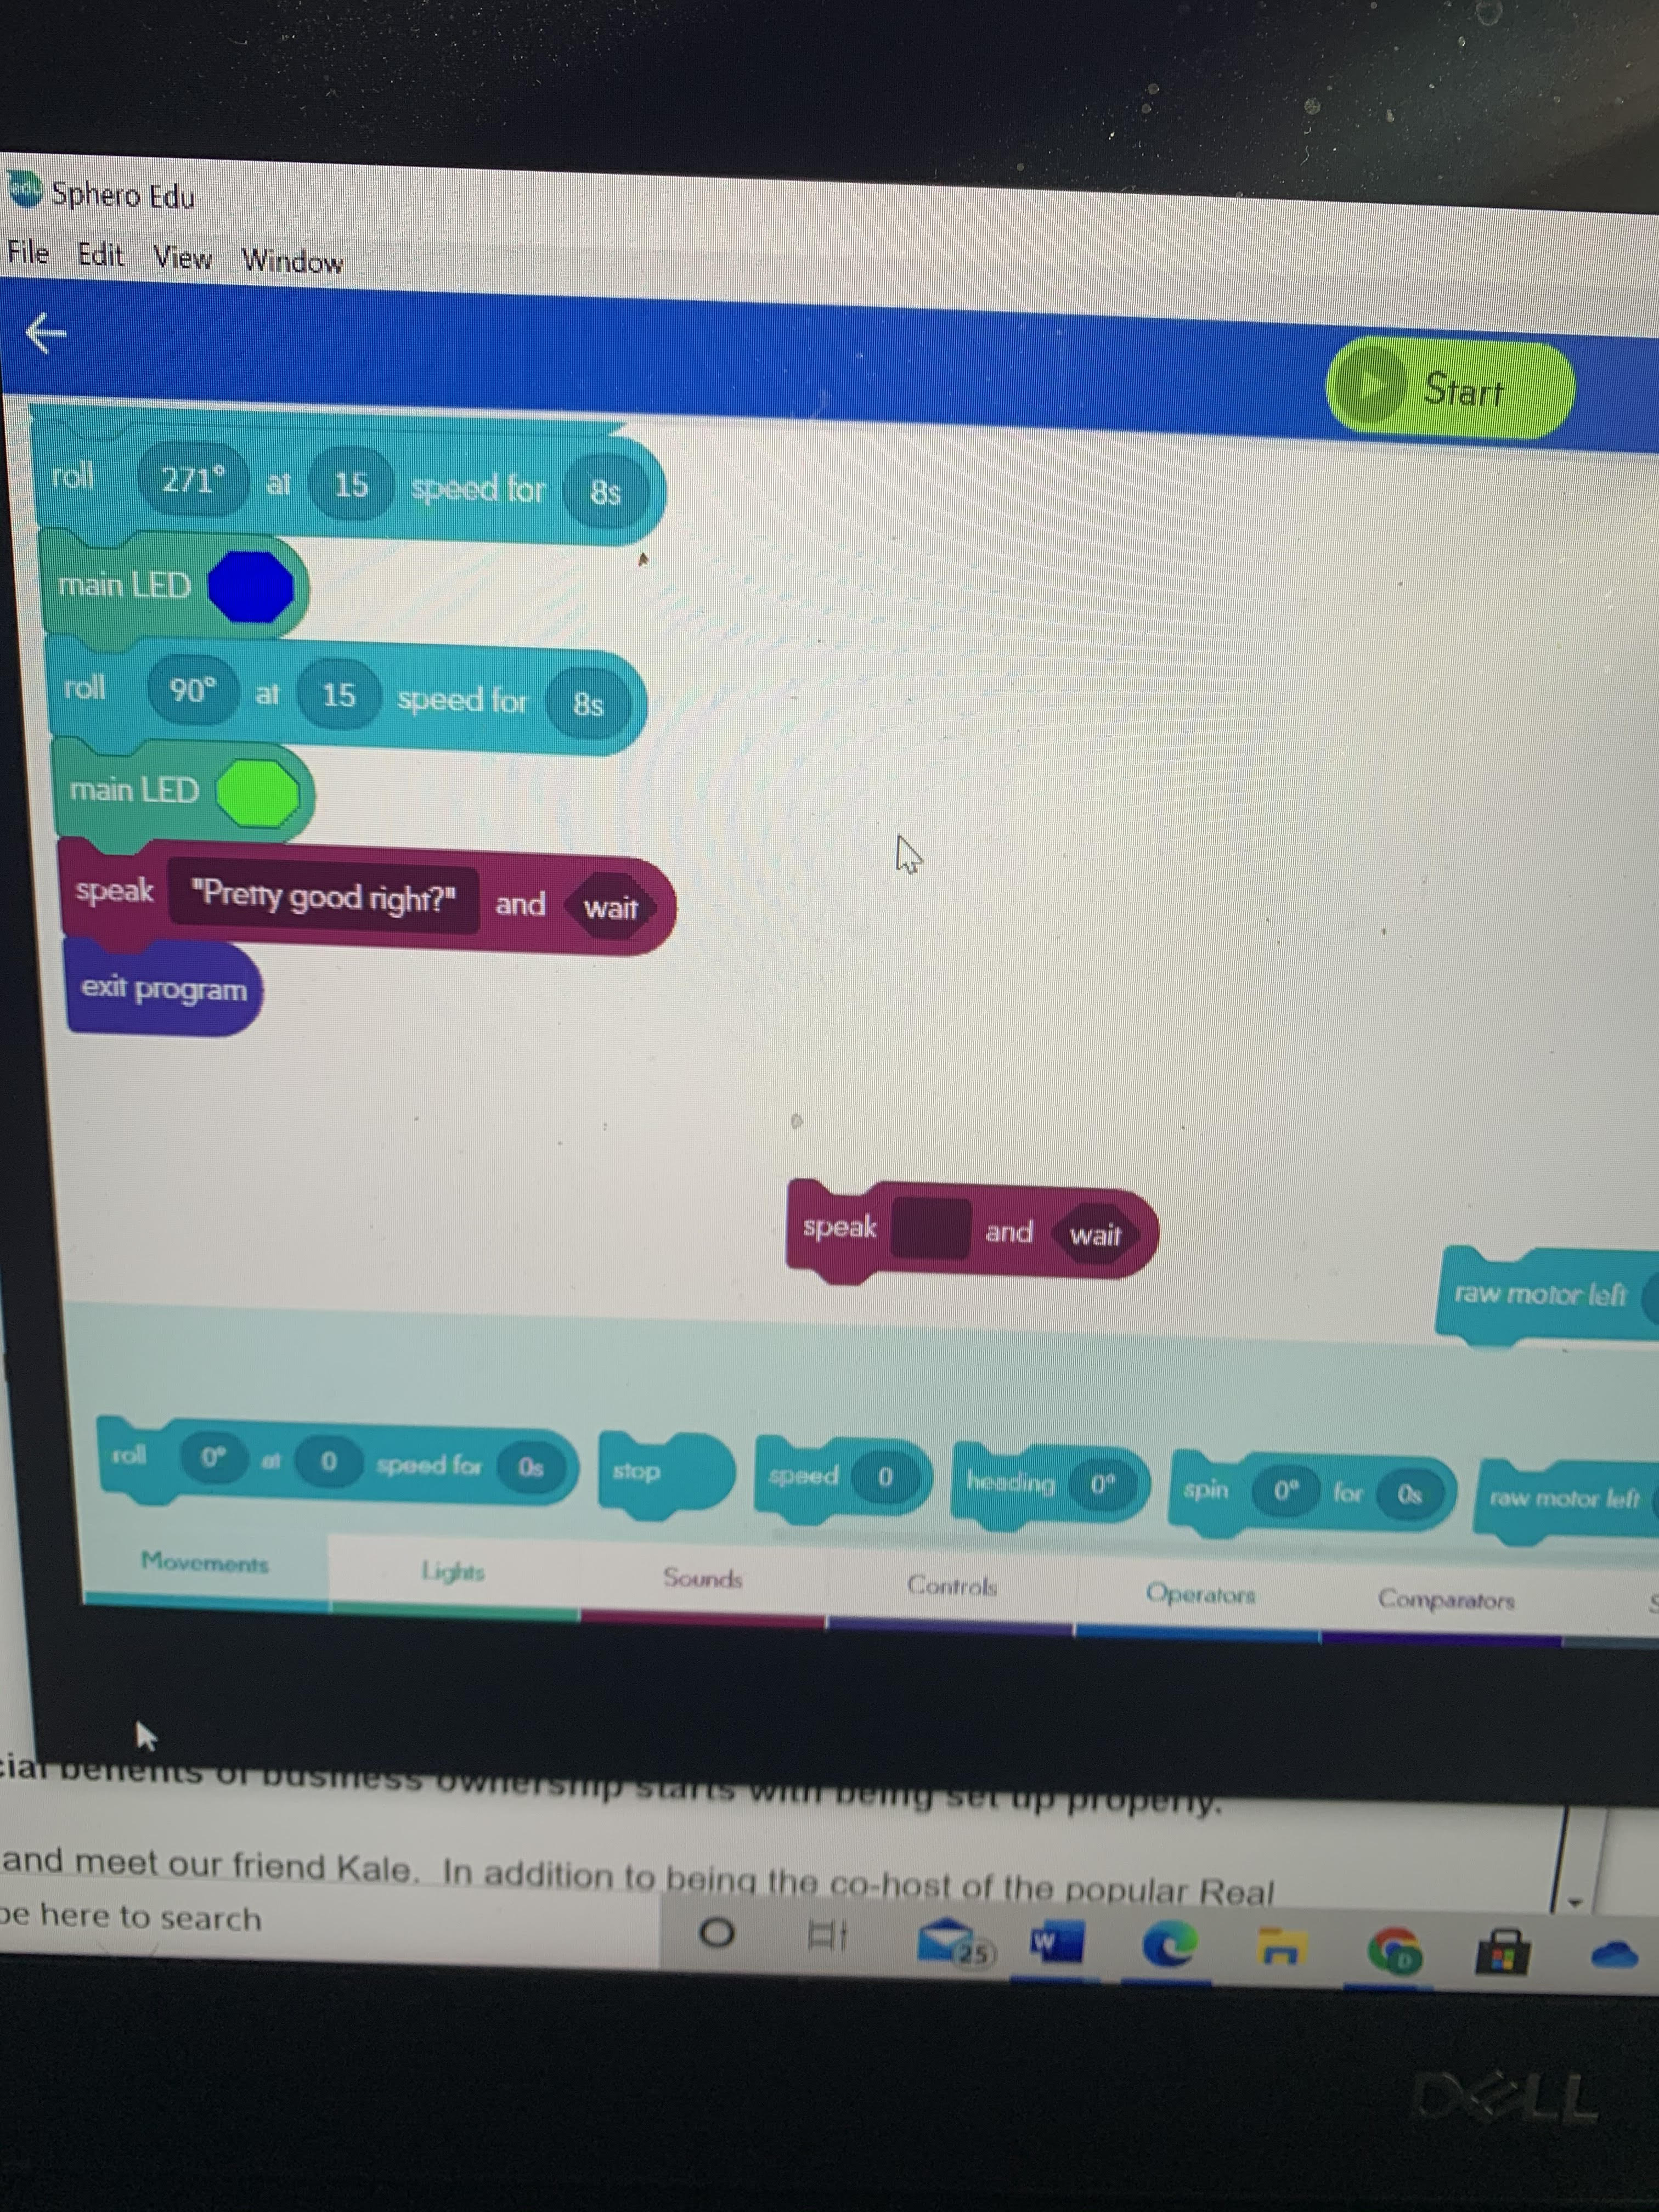 edu Sphero Edu
File Edit View Window
Start
roll 271° at 15 speed for 8s
main LED
roll 90° at 15 speed for 8s
main LED
speak "Pretty good right?" and wait
exit program
speak and wait
raw motor left
roll 0° at 0 speed for 0s stop speed 0 heading 0° spin 0° for 0s raw motor left
Movements Lights Sounds Controls Operators Comparators S
cial benefits of business ownership starts with being set up properly.
and meet our friend Kale. In addition to being the co-host of the popular Real
pe here to search
25 W D
DELL